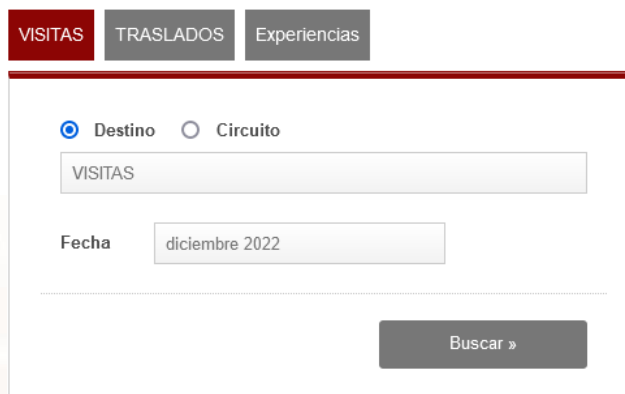 VISITAS TRASLADOS Experiencias
Destino Circuito
VISITAS
Fecha diciembre 2022
Buscar »